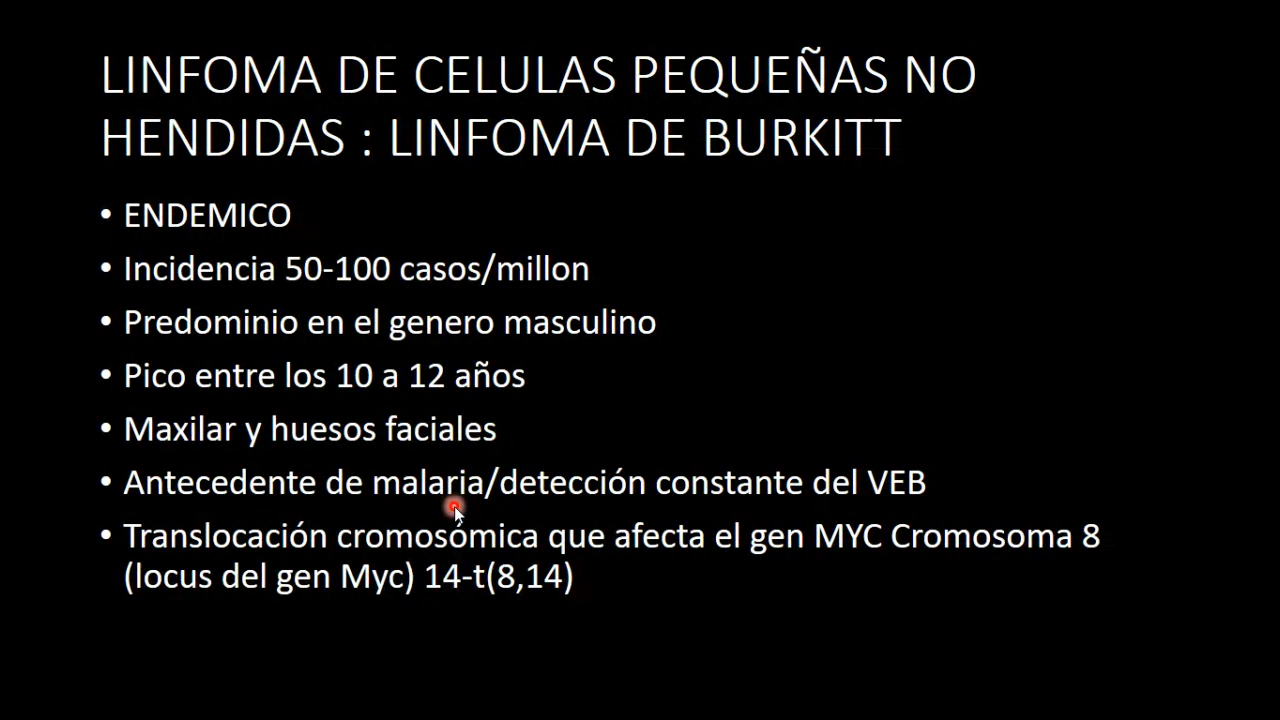 LINFOMA DE CELULAS PEQUEÑAS NO
HENDIDAS : LINFOMA DE BURKITT
• ENDEMICO
• Incidencia 50-100 casos/millon
• Predominio en el genero masculino
• Pico entre los 10 a 12 años
• Maxilar y huesos faciales
• Antecedente de malaria/detección constante del VEB
• Translocación cromosómica que afecta el gen MYC Cromosoma 8
(locus del gen Myc) 14-t(8,14)